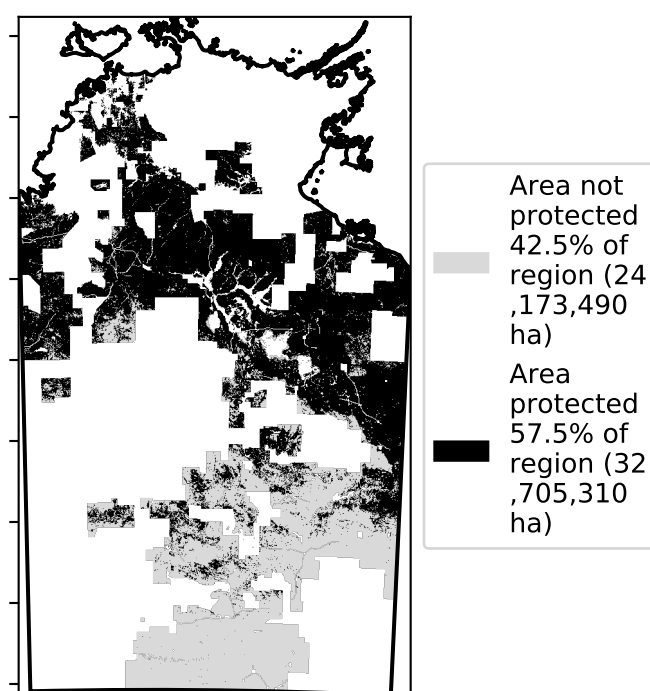 Area not
protected
42.5% of
region (24
,173,490
ha)
Area
protected
57.5% of
region (32
,705,310
ha)